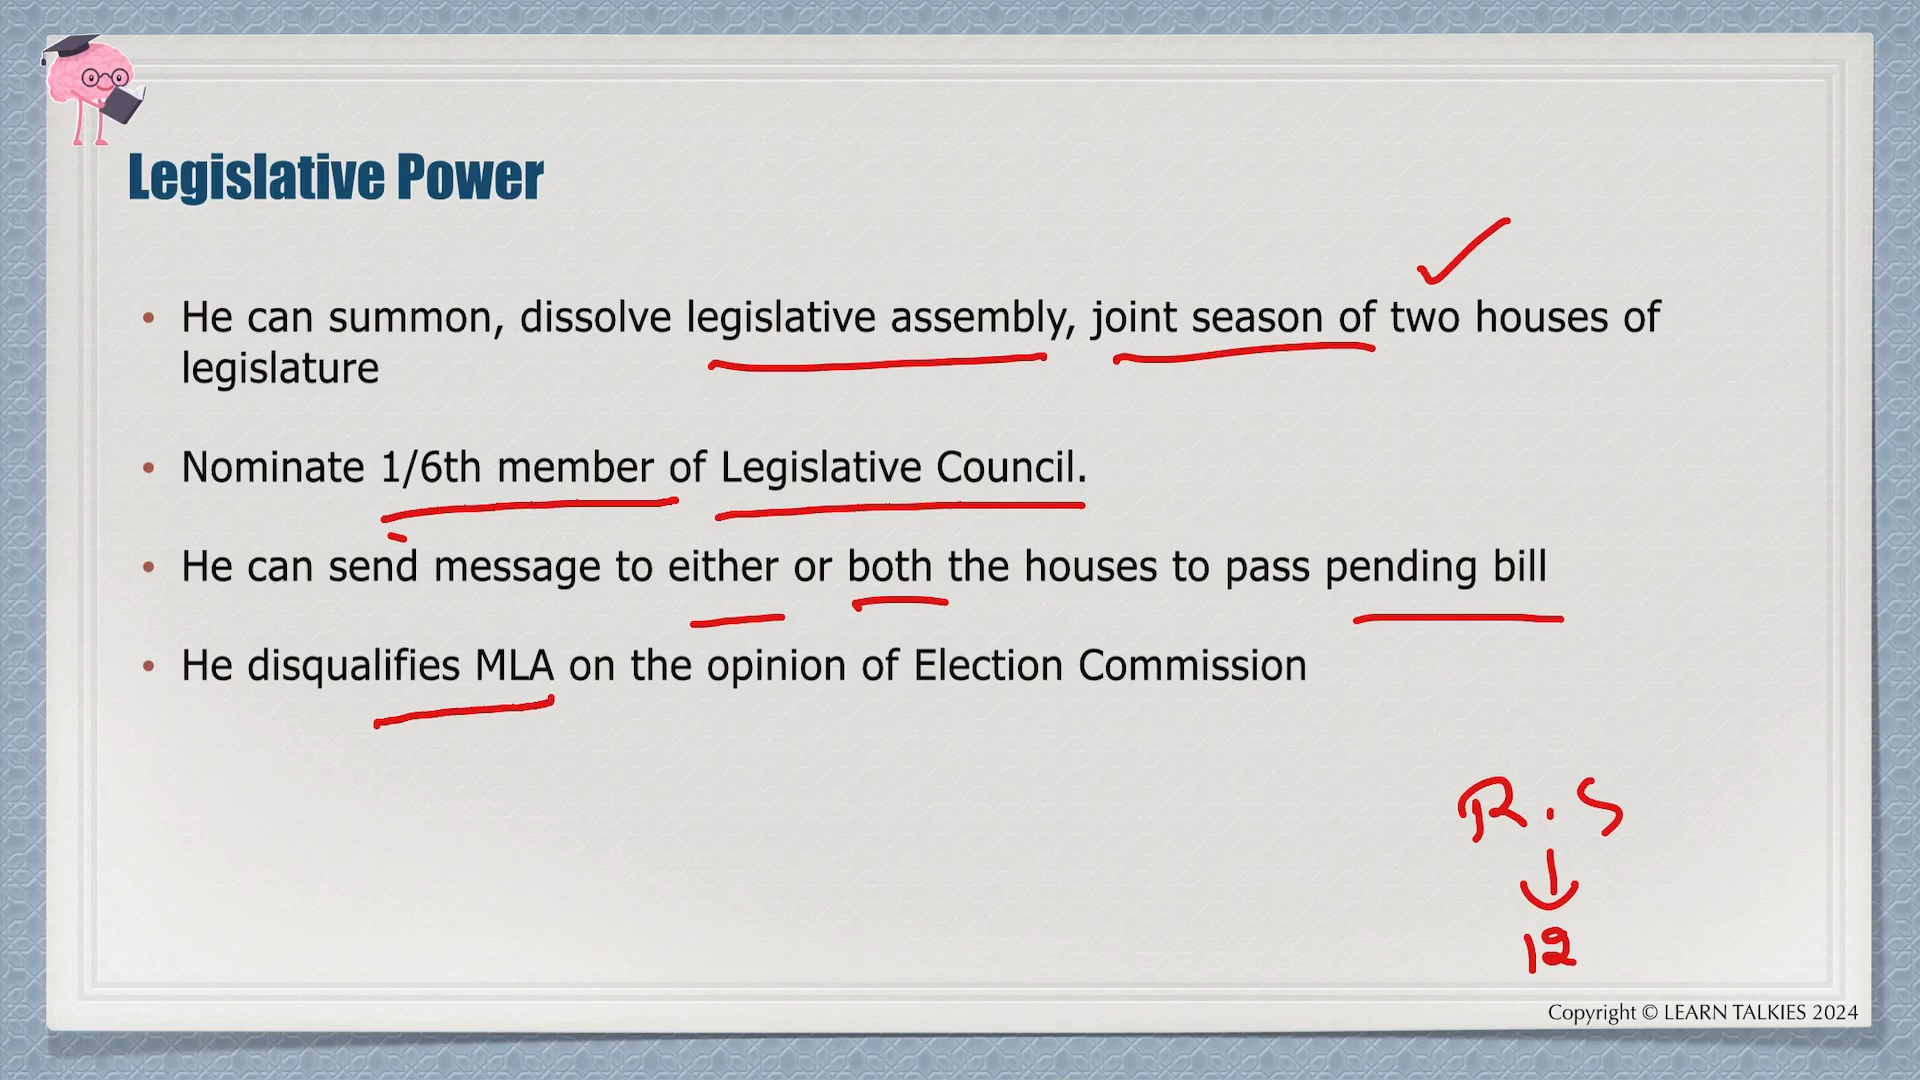 Legislative Power
• He can summon, dissolve legislative assembly, joint season of two houses of
legislature
• Nominate 1/6th member of Legislative Council.
• He can send message to either or both the houses to pass pending bill
• He disqualifies MLA on the opinion of Election Commission
R.S
12
Copyright © LEARN TALKIES 2024